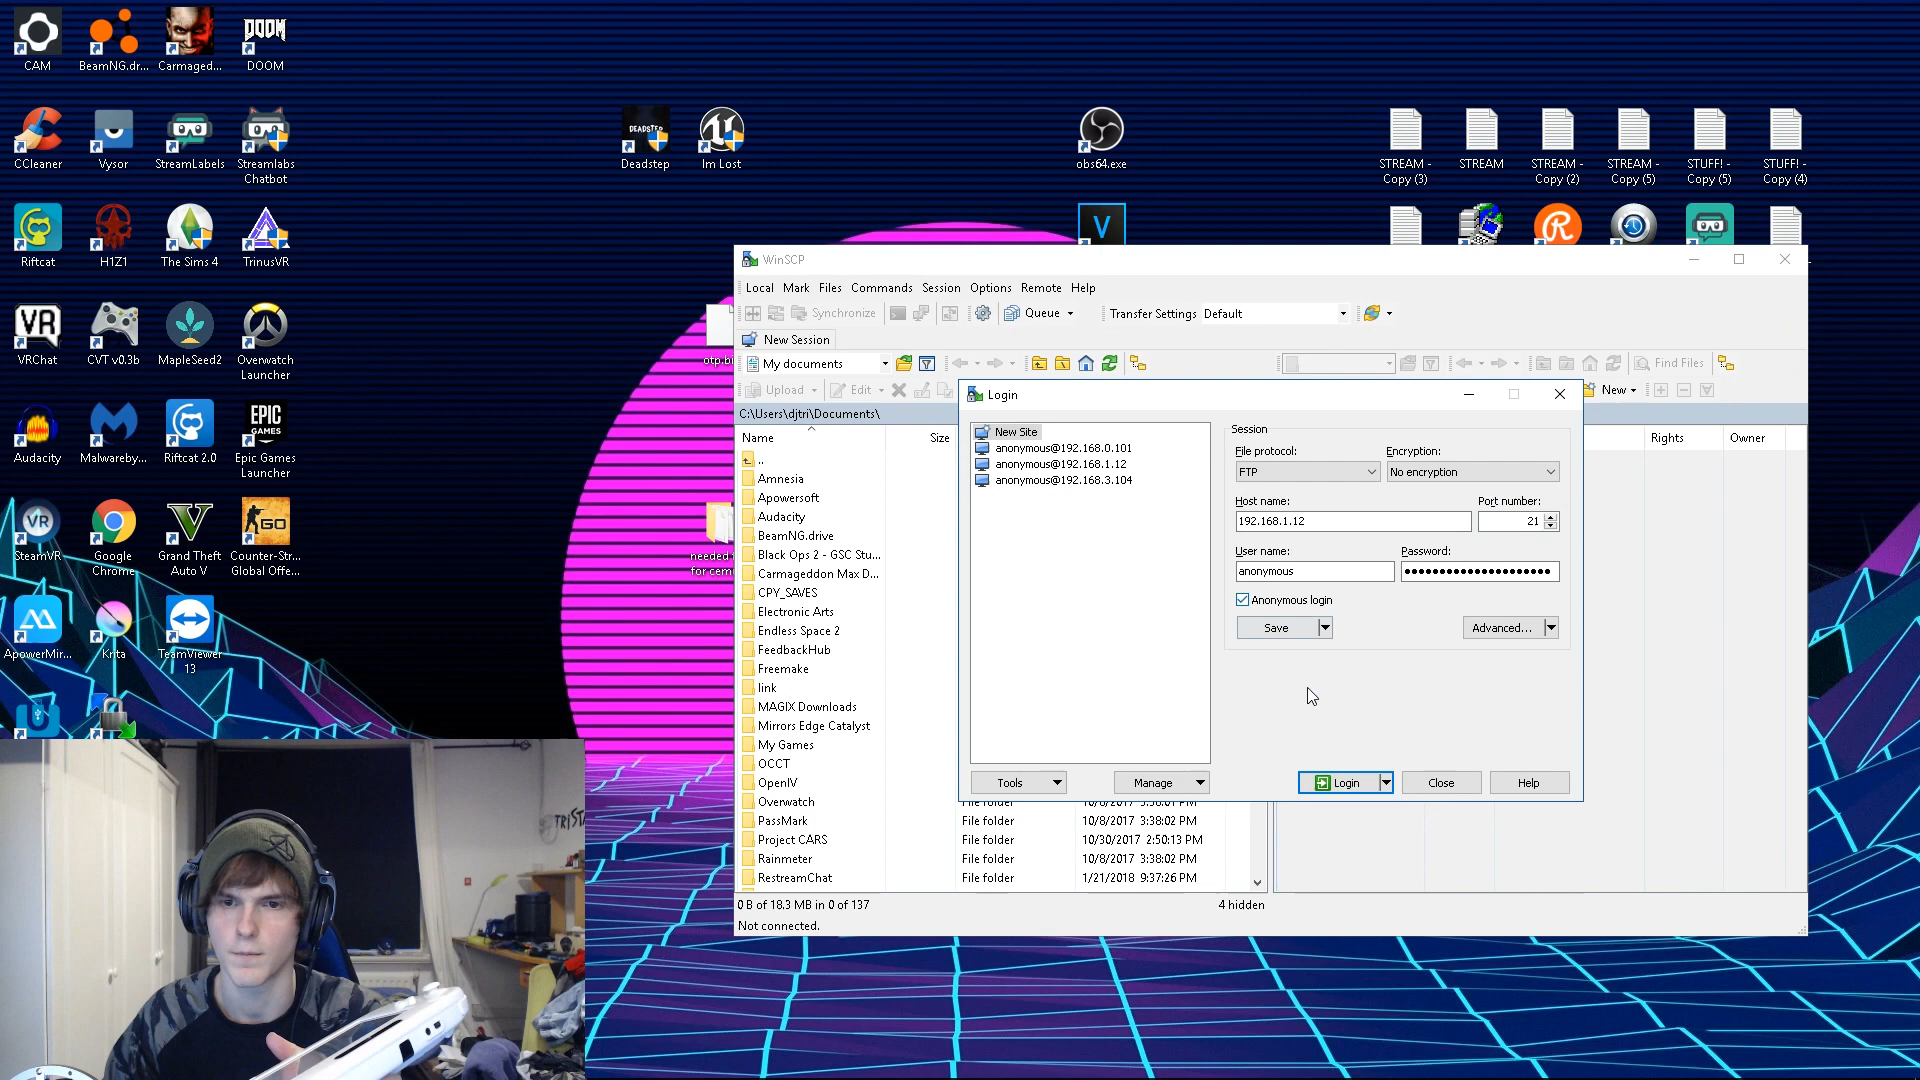 CAM
BeamNG.dr...
Carmaged...
DOOM
DOOM
CCleaner
Vysor
StreamLabels
Streamlabs Chatbot
DEADSTEP
Deadstep
Im Lost
obs64.exe
STREAM - Copy (3)
STREAM
STREAM - Copy (2)
STREAM - Copy (5)
STUFF! - Copy (5)
STUFF! - Copy (4)
Riftcat
H1Z1
The Sims 4
TrinusVR
V
R
VR
VRChat
CVT v0.3b
MapleSeed2
Overwatch Launcher
Audacity
Malwareby...
Riftcat 2.0
EPIC GAMES
Epic Games Launcher
VR
SteamVR
Google Chrome
V
Grand Theft Auto V
GO
Counter-Str... Global Offe...
ApowerMir...
Krita
TeamViewer 13
WinSCP
Local Mark Files Commands Session Options Remote Help
Synchronize
Queue
Transfer Settings Default
New Session
My documents
Find Files
Upload
Edit
New
C:\Users\djtri\Documents\
Name
Size
Rights
Owner
..
Amnesia
Apowersoft
Audacity
BeamNG.drive
Black Ops 2 - GSC Stu...
Carmageddon Max D...
CPY_SAVES
Electronic Arts
Endless Space 2
FeedbackHub
Freemake
link
MAGIX Downloads
Mirrors Edge Catalyst
My Games
OCCT
OpenIV
Overwatch
PassMark File folder 10/8/2017 3:38:02 PM
Project CARS File folder 10/30/2017 2:50:13 PM
Rainmeter File folder 10/8/2017 3:38:02 PM
RestreamChat File folder 1/21/2018 9:37:26 PM
0 B of 18.3 MB in 0 of 137
4 hidden
Not connected.
Login
New Site
anonymous@192.168.0.101
anonymous@192.168.1.12
anonymous@192.168.3.104
Session
File protocol:
Encryption:
FTP
No encryption
Host name:
Port number:
192.168.1.12
21
User name:
Password:
anonymous
Anonymous login
Save
Advanced...
Tools
Manage
Login
Close
Help